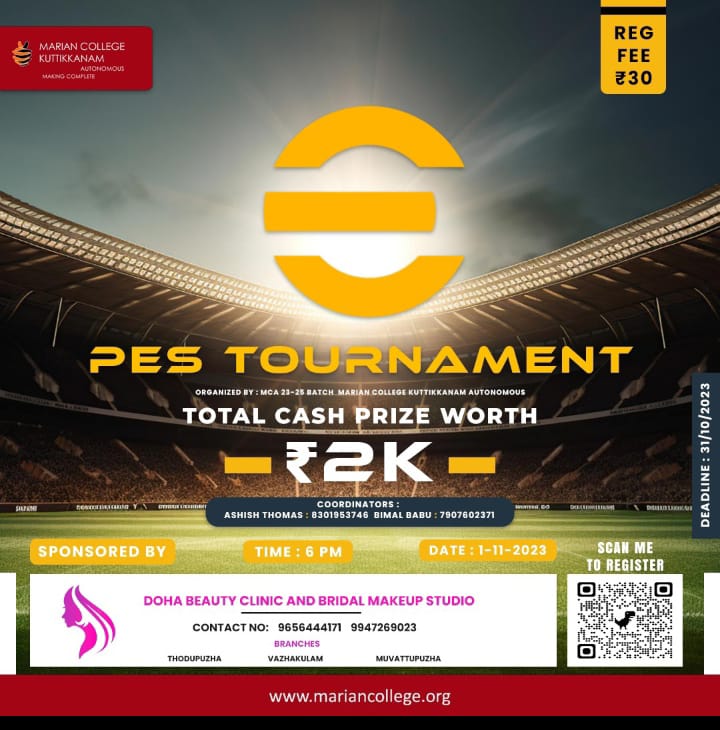 MARIAN COLLEGE
KUTTIKKANAM
AUTONOMOUS
MAKING COMPLETE
REG
FEE
₹30
PES TOURNAMENT
ORGANIZED BY : MCA 23-25 BATCH MARIAN COLLEGE KUTTIKKANAM AUTONOMOUS
TOTAL CASH PRIZE WORTH
₹2K
COORDINATORS :
ASHISH THOMAS : 8301953746 BIMAL BABU : 7907602371
DEADLINE : 31/10/2023
SPONSORED BY
TIME : 6 PM
DATE : 1-11-2023
SCAN ME
TO REGISTER
DOHA BEAUTY CLINIC AND BRIDAL MAKEUP STUDIO
CONTACT NO: 9656444171 9947269023
BRANCHES
THODUPUZHA VAZHAKULAM MUVATTUPUZHA
www.mariancollege.org